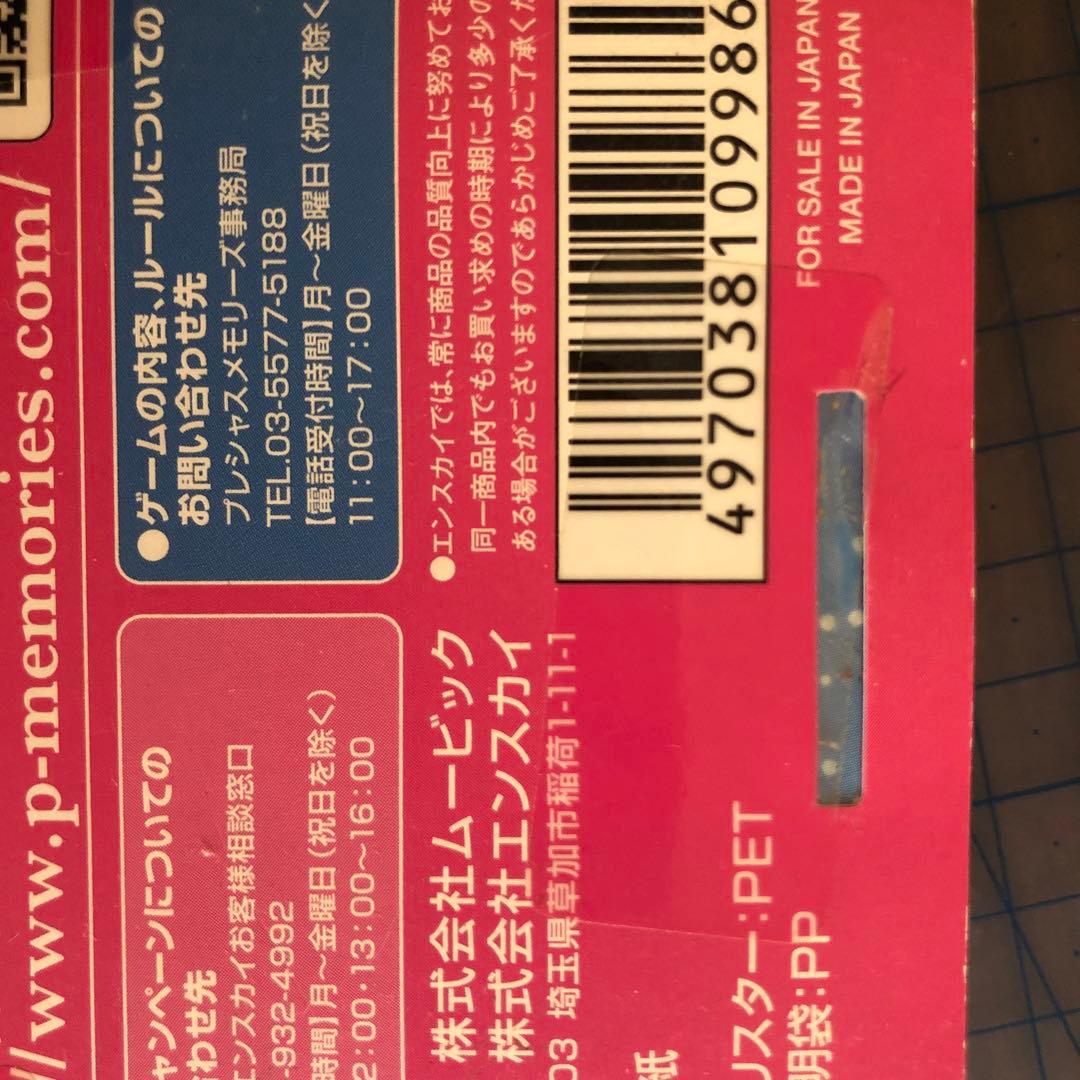 //www.p-memories.com/
●ゲームの内容、ルールについての
お問い合わせ先
プレシャスメモリーズ事務局
TEL.03-5577-5188
【電話受付時間】月〜金曜日(祝日を除く
11:00〜17:00
ャンペーンについての
わせ先
エンスカイお客様相談窓口
-932-4992
時間】月〜金曜日(祝日を除く)
2:00・13:00〜16:00
●エンスカイでは、常に商品の品質向上に努めてお
同一商品内でもお買い求めの時期により多少の
ある場合がございますのであらかじめご了承くだ
株式会社ムービック
株式会社エンスカイ
03 埼玉県草加市稲荷1-11-1
497038109986
FOR SALE IN JAPAN
MADE IN JAPAN
紙
リスター:PET
明袋:PP